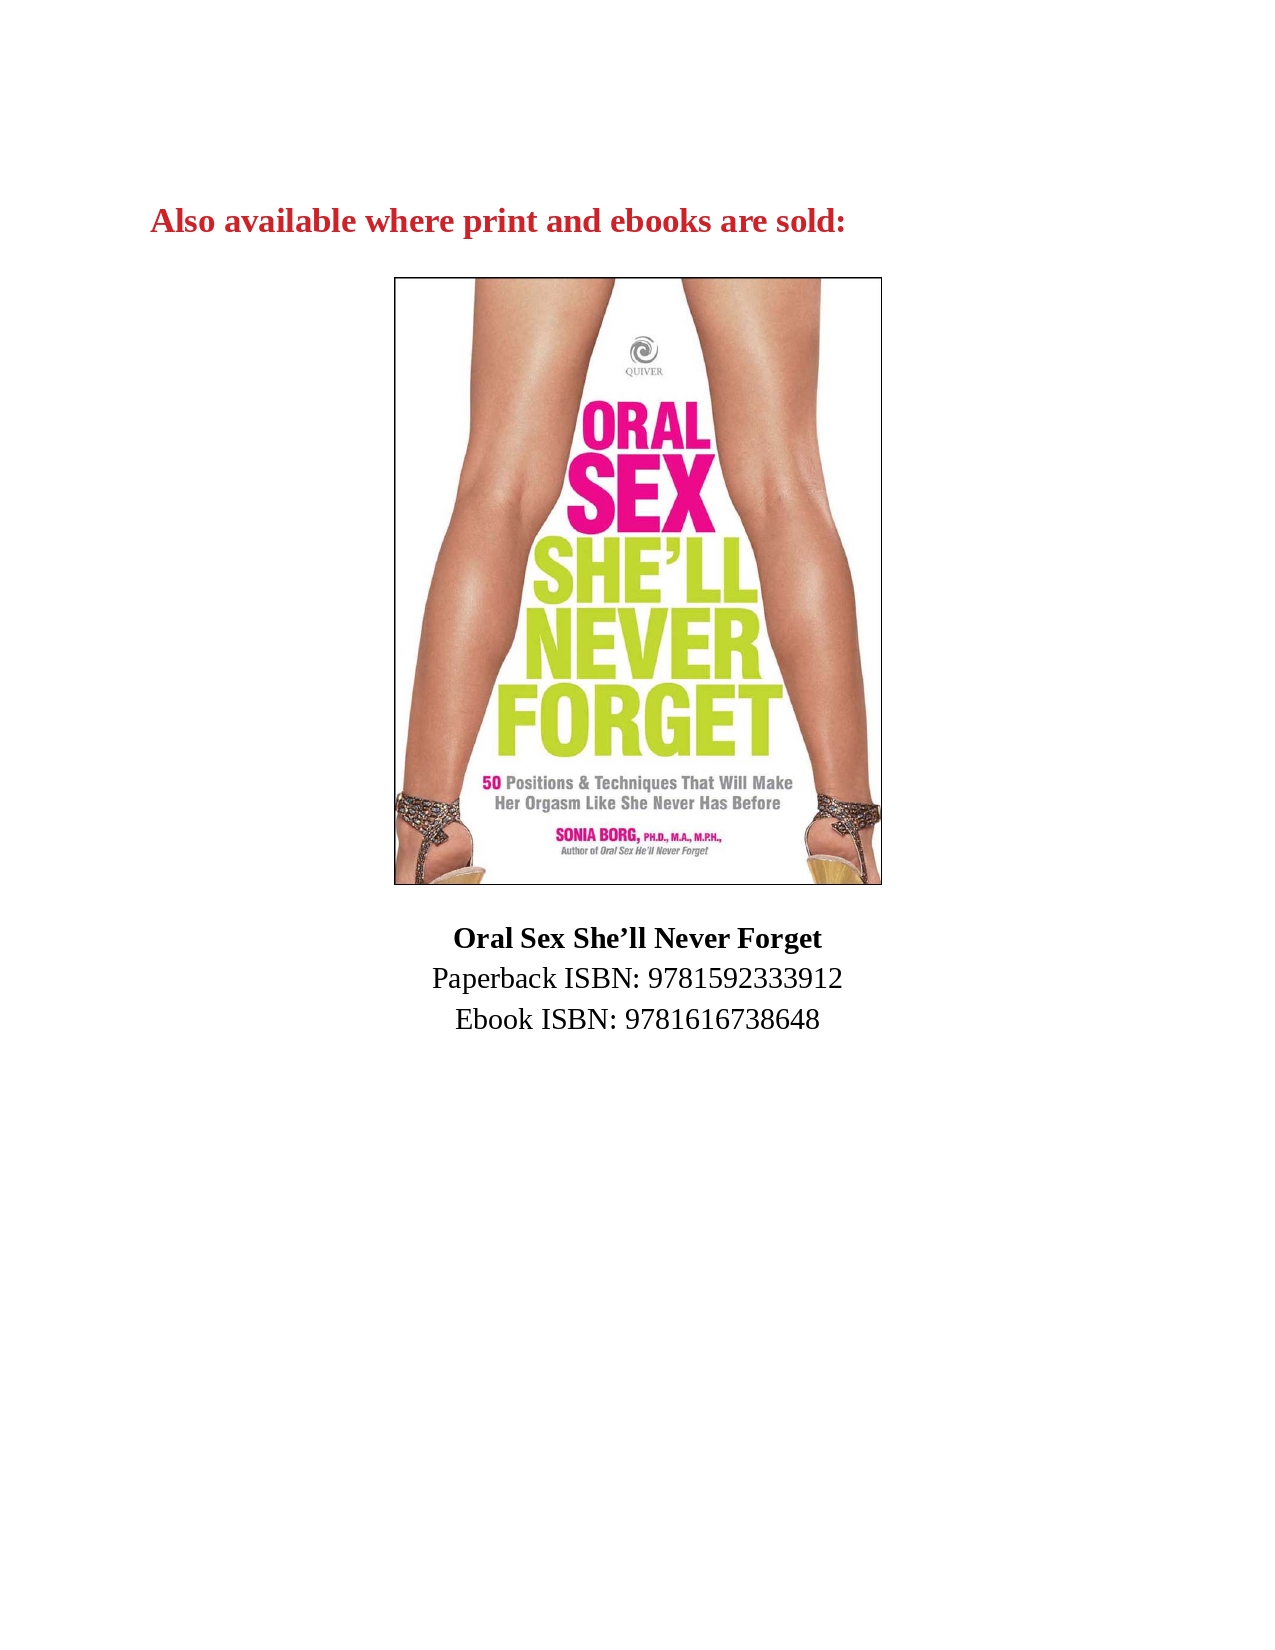 Also available where print and ebooks are sold:
QUIVER
ORAL
SEX
SHE'LL
NEVER
FORGET
50 Positions & Techniques That Will Make
Her Orgasm Like She Never Has Before
SONIA BORG, PH.D., M.A., M.P.H.,
Author of Oral Sex He'll Never Forget
Oral Sex She’ll Never Forget
Paperback ISBN: 9781592333912
Ebook ISBN: 9781616738648